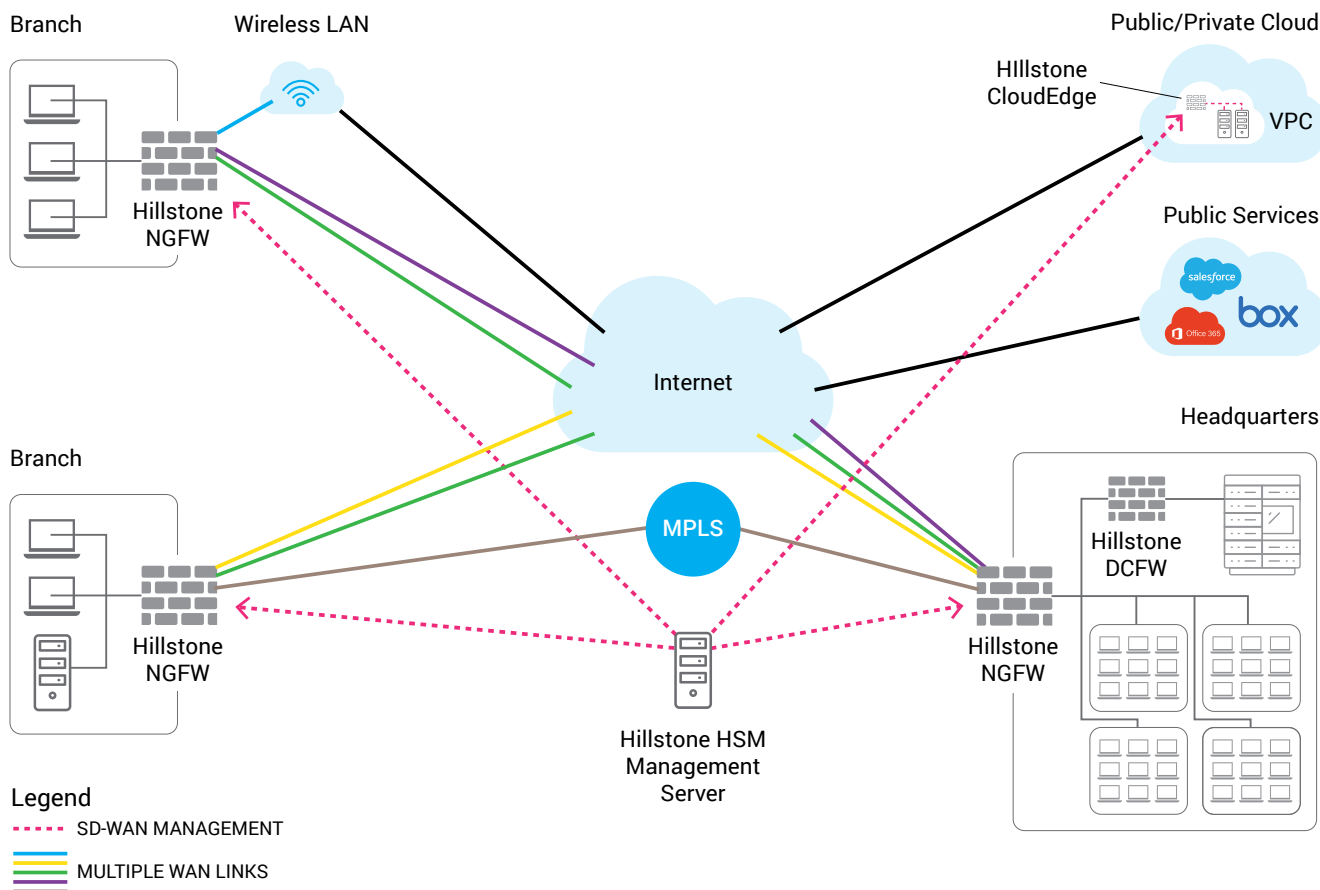 Branch
Wireless LAN
Public/Private Cloud
HIllstone
CloudEdge
VPC
Hillstone
NGFW
Public Services
salesforce
box
Office 365
Internet
Headquarters
Branch
MPLS
Hillstone
DCFW
Hillstone
NGFW
Hillstone
NGFW
Hillstone HSM
Management
Server
Legend
SD-WAN MANAGEMENT
MULTIPLE WAN LINKS